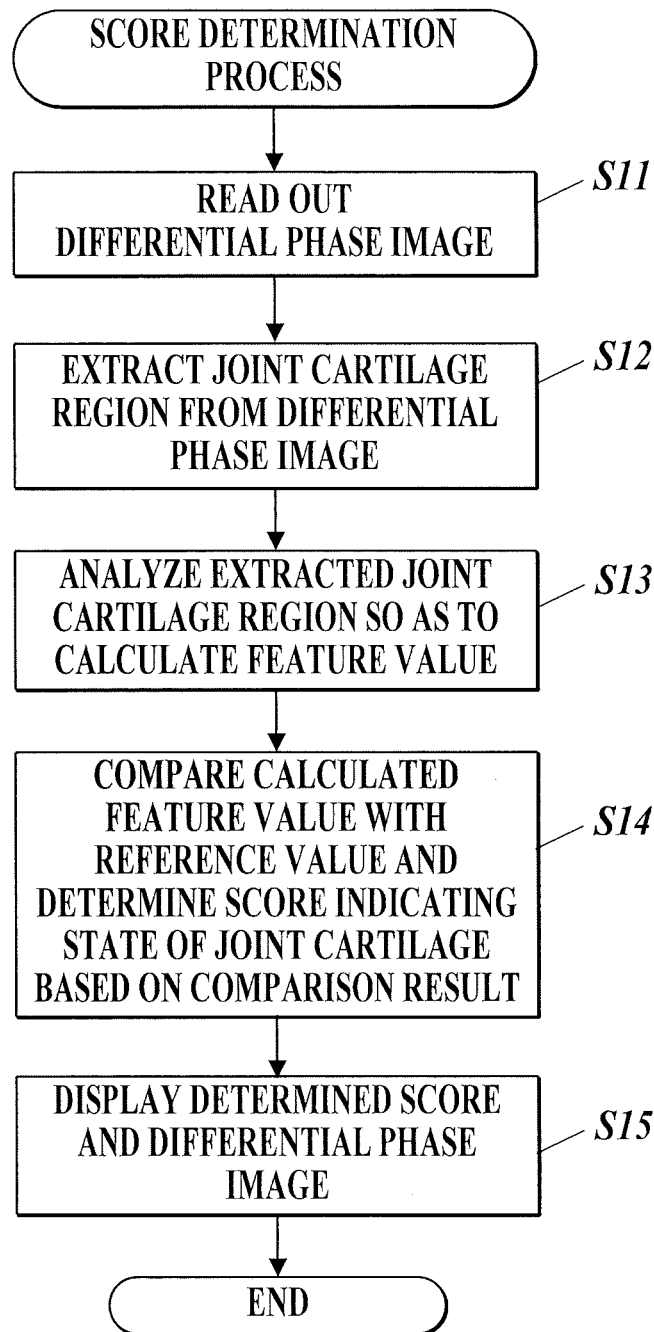 SCORE DETERMINATION
PROCESS
S11
READ OUT
DIFFERENTIAL PHASE IMAGE
S12
EXTRACT JOINT CARTILAGE
REGION FROM DIFFERENTIAL
PHASE IMAGE
S13
ANALYZE EXTRACTED JOINT
CARTILAGE REGION SO AS TO
CALCULATE FEATURE VALUE
S14
COMPARE CALCULATED
FEATURE VALUE WITH
REFERENCE VALUE AND
DETERMINE SCORE INDICATING
STATE OF JOINT CARTILAGE
BASED ON COMPARISON RESULT
S15
DISPLAY DETERMINED SCORE
AND DIFFERENTIAL PHASE
IMAGE
END